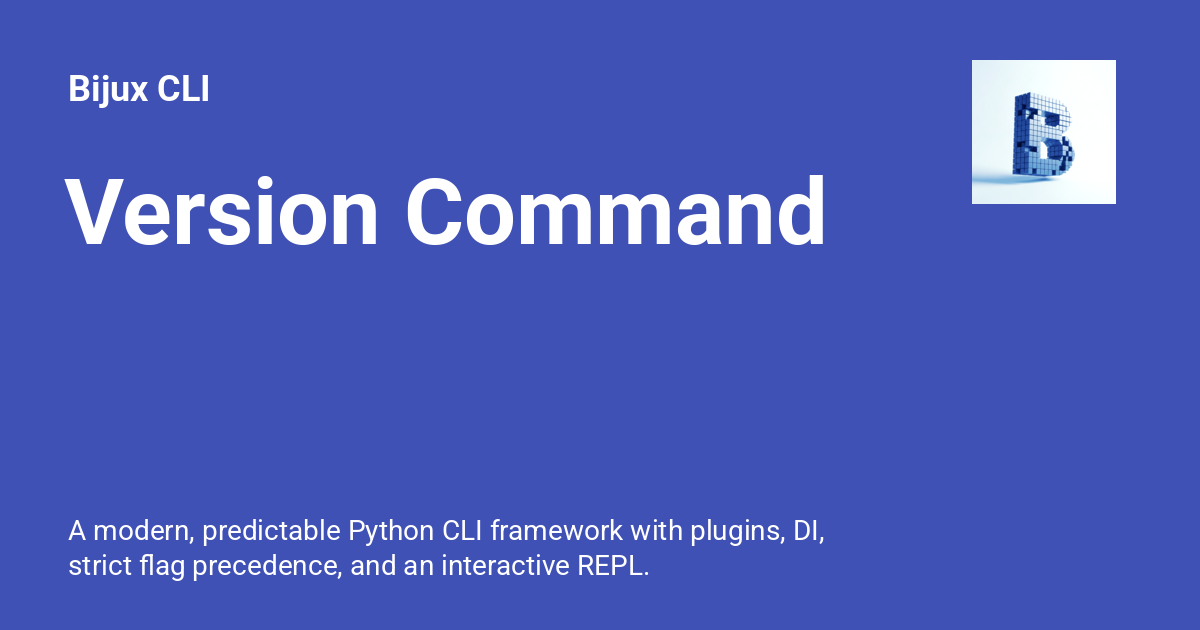 Bijux CLI
Version Command
B
A modern, predictable Python CLI framework with plugins, DI,
strict flag precedence, and an interactive REPL.